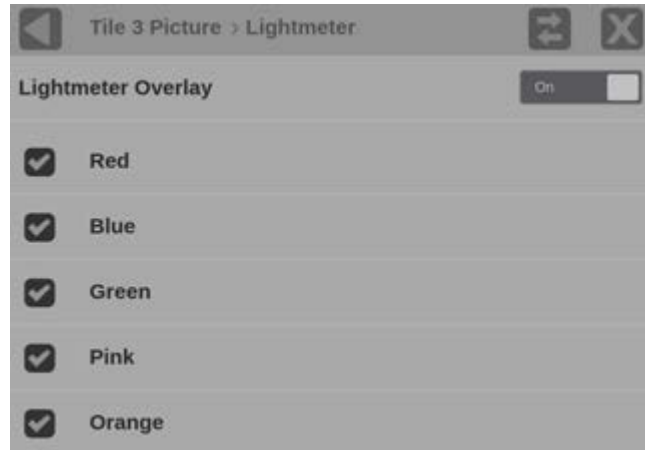 Tile 3 Picture > Lightmeter
Lightmeter Overlay On
Red
Blue
Green
Pink
Orange